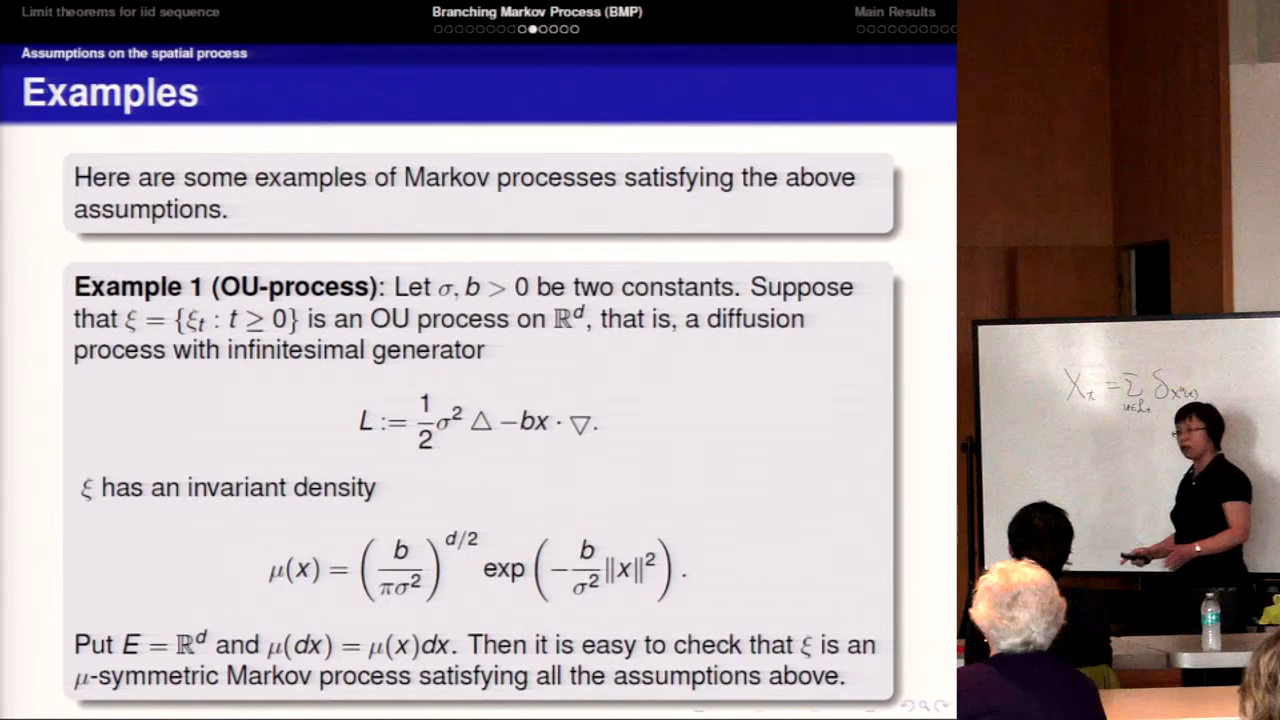 Limit theorems for iid sequence
Branching Markov Process (BMP)
Main Results
Assumptions on the spatial process
Examples
Here are some examples of Markov processes satisfying the above
assumptions.
Example 1 (OU-process): Let σ, b > 0 be two constants. Suppose
that ξ = {ξ_t : t ≥ 0} is an OU process on ℝ^d, that is, a diffusion
process with infinitesimal generator
L := 1/2 σ² △ −bx · ▽.
ξ has an invariant density
μ(x) = (b/πσ²)^{d/2} exp(−b/σ² ‖x‖²).
Put E = ℝ^d and μ(dx) = μ(x)dx. Then it is easy to check that ξ is an
μ-symmetric Markov process satisfying all the assumptions above.
X_t = Σ δ